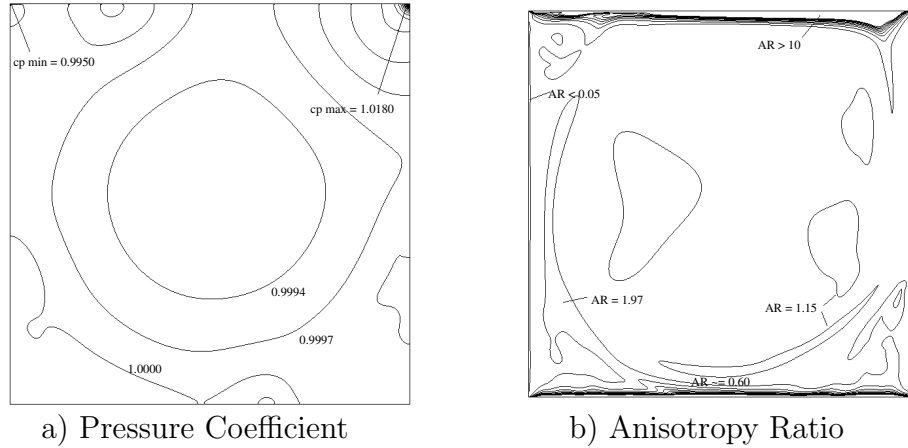 cp min = 0.9950
cp max = 1.0180
0.9994
0.9997
1.0000
a) Pressure Coefficient
AR > 10
AR < 0.05
AR = 1.97
AR = 1.15
AR ~= 0.60
b) Anisotropy Ratio